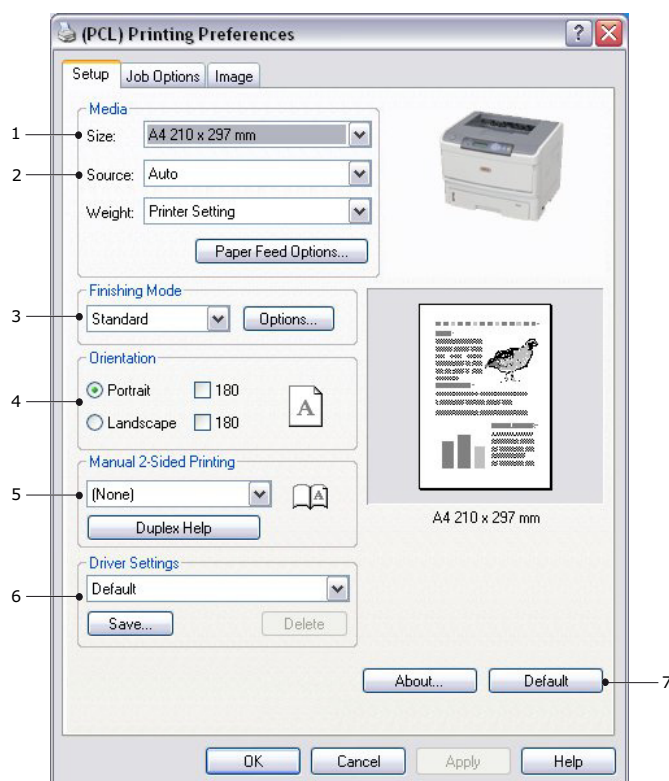 (PCL) Printing Preferences
Setup Job Options Image
Media
1 Size: A4 210 x 297 mm
2 Source: Auto
Weight: Printer Setting
Paper Feed Options...
Finishing Mode
3 Standard Options...
Orientation
Portrait 180
4 A
Landscape 180
Manual 2-Sided Printing
5 (None) A
Duplex Help
A4 210 x 297 mm
Driver Settings
6 Default
Save... Delete
About... Default 7
OK Cancel Apply Help